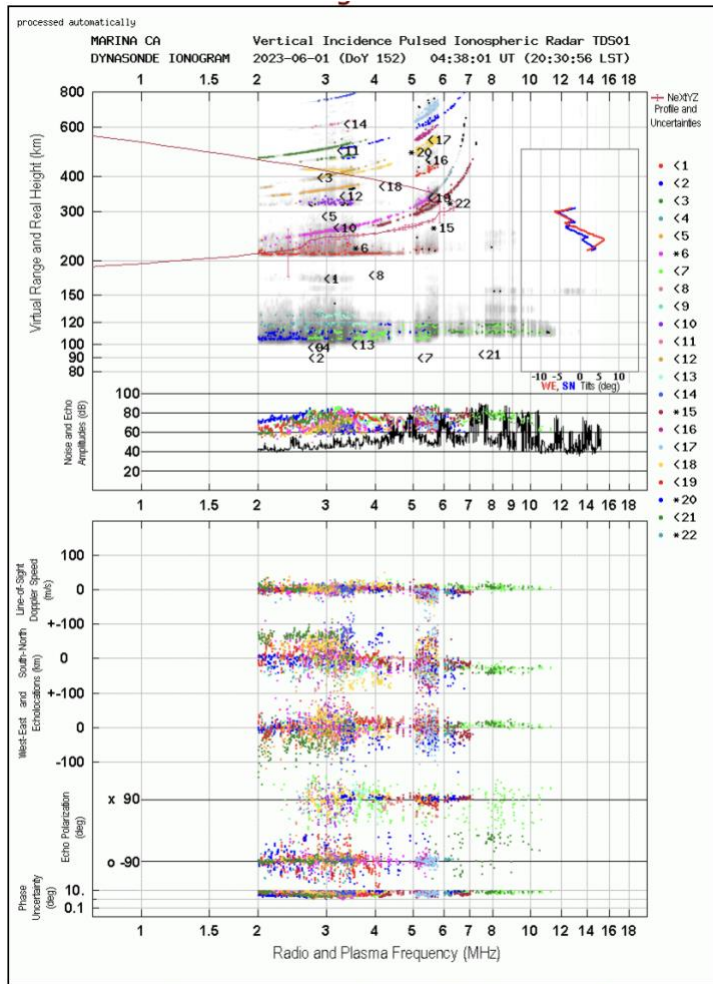 processed automatically
MARINA CA Vertical Incidence Pulsed Ionospheric Radar TDS01
DYNASONDE IONOGRAM 2023-06-01 (DoY 152) 04:38:01 UT (20:30:56 LST)
1 2 3 4 5 6 7 8 9 10 12 14 16 18
Virtual Range and Real Height (km)
800
600
400
300
200
150
120
100
90
80
NeXtYZ
Profile and
Uncertainties
<14
<11
<3
<12
<5
<10
*6
<1
<8
<04
<2
<13
<7
<21
<18
*20
<17
<16
*15
*22
-10 -5 0 5 10
WE, SN Tilts (deg)
<1
<2
<3
<4
<5
*6
<7
<8
<9
<10
<11
<12
<13
<14
*15
<16
<17
<18
<19
*20
<21
*22
Noise and Echo
Amplitudes (dB)
100
80
60
40
20
1 1.5 2 3 4 5 6 7 8 9 10 12 14 16 18
Line-of-Sight
Doppler Speed
(m/s)
100
0
+-100
West-East and South-North
Echolocations (km)
0
+-100
0
-100
Echo Polarization
(deg)
x 90
o -90
Phase
Uncertainty
(deg)
10.
0.1
1 1.5 2 3 4 5 6 7 8 9 10 12 14 16 18
Radio and Plasma Frequency (MHz)